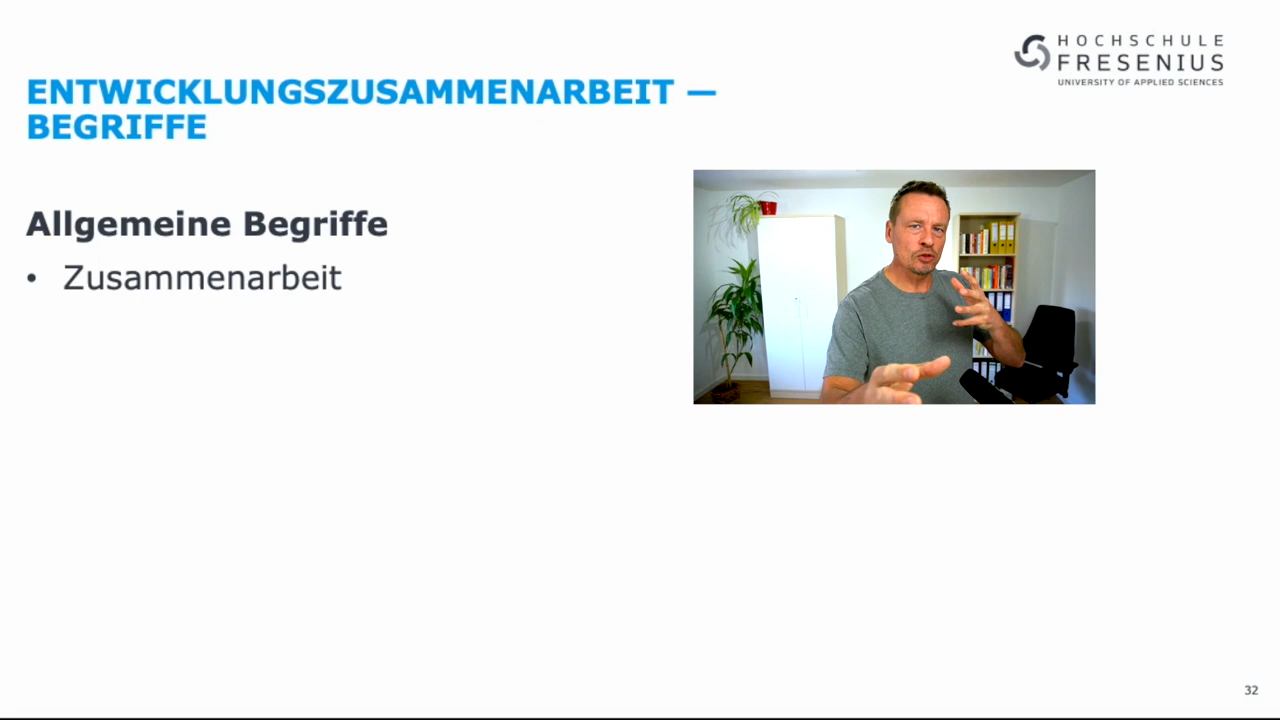 HOCHSCHULE
FRESENIUS
UNIVERSITY OF APPLIED SCIENCES
ENTWICKLUNGSZUSAMMENARBEIT —
BEGRIFFE
Allgemeine Begriffe
• Zusammenarbeit
32